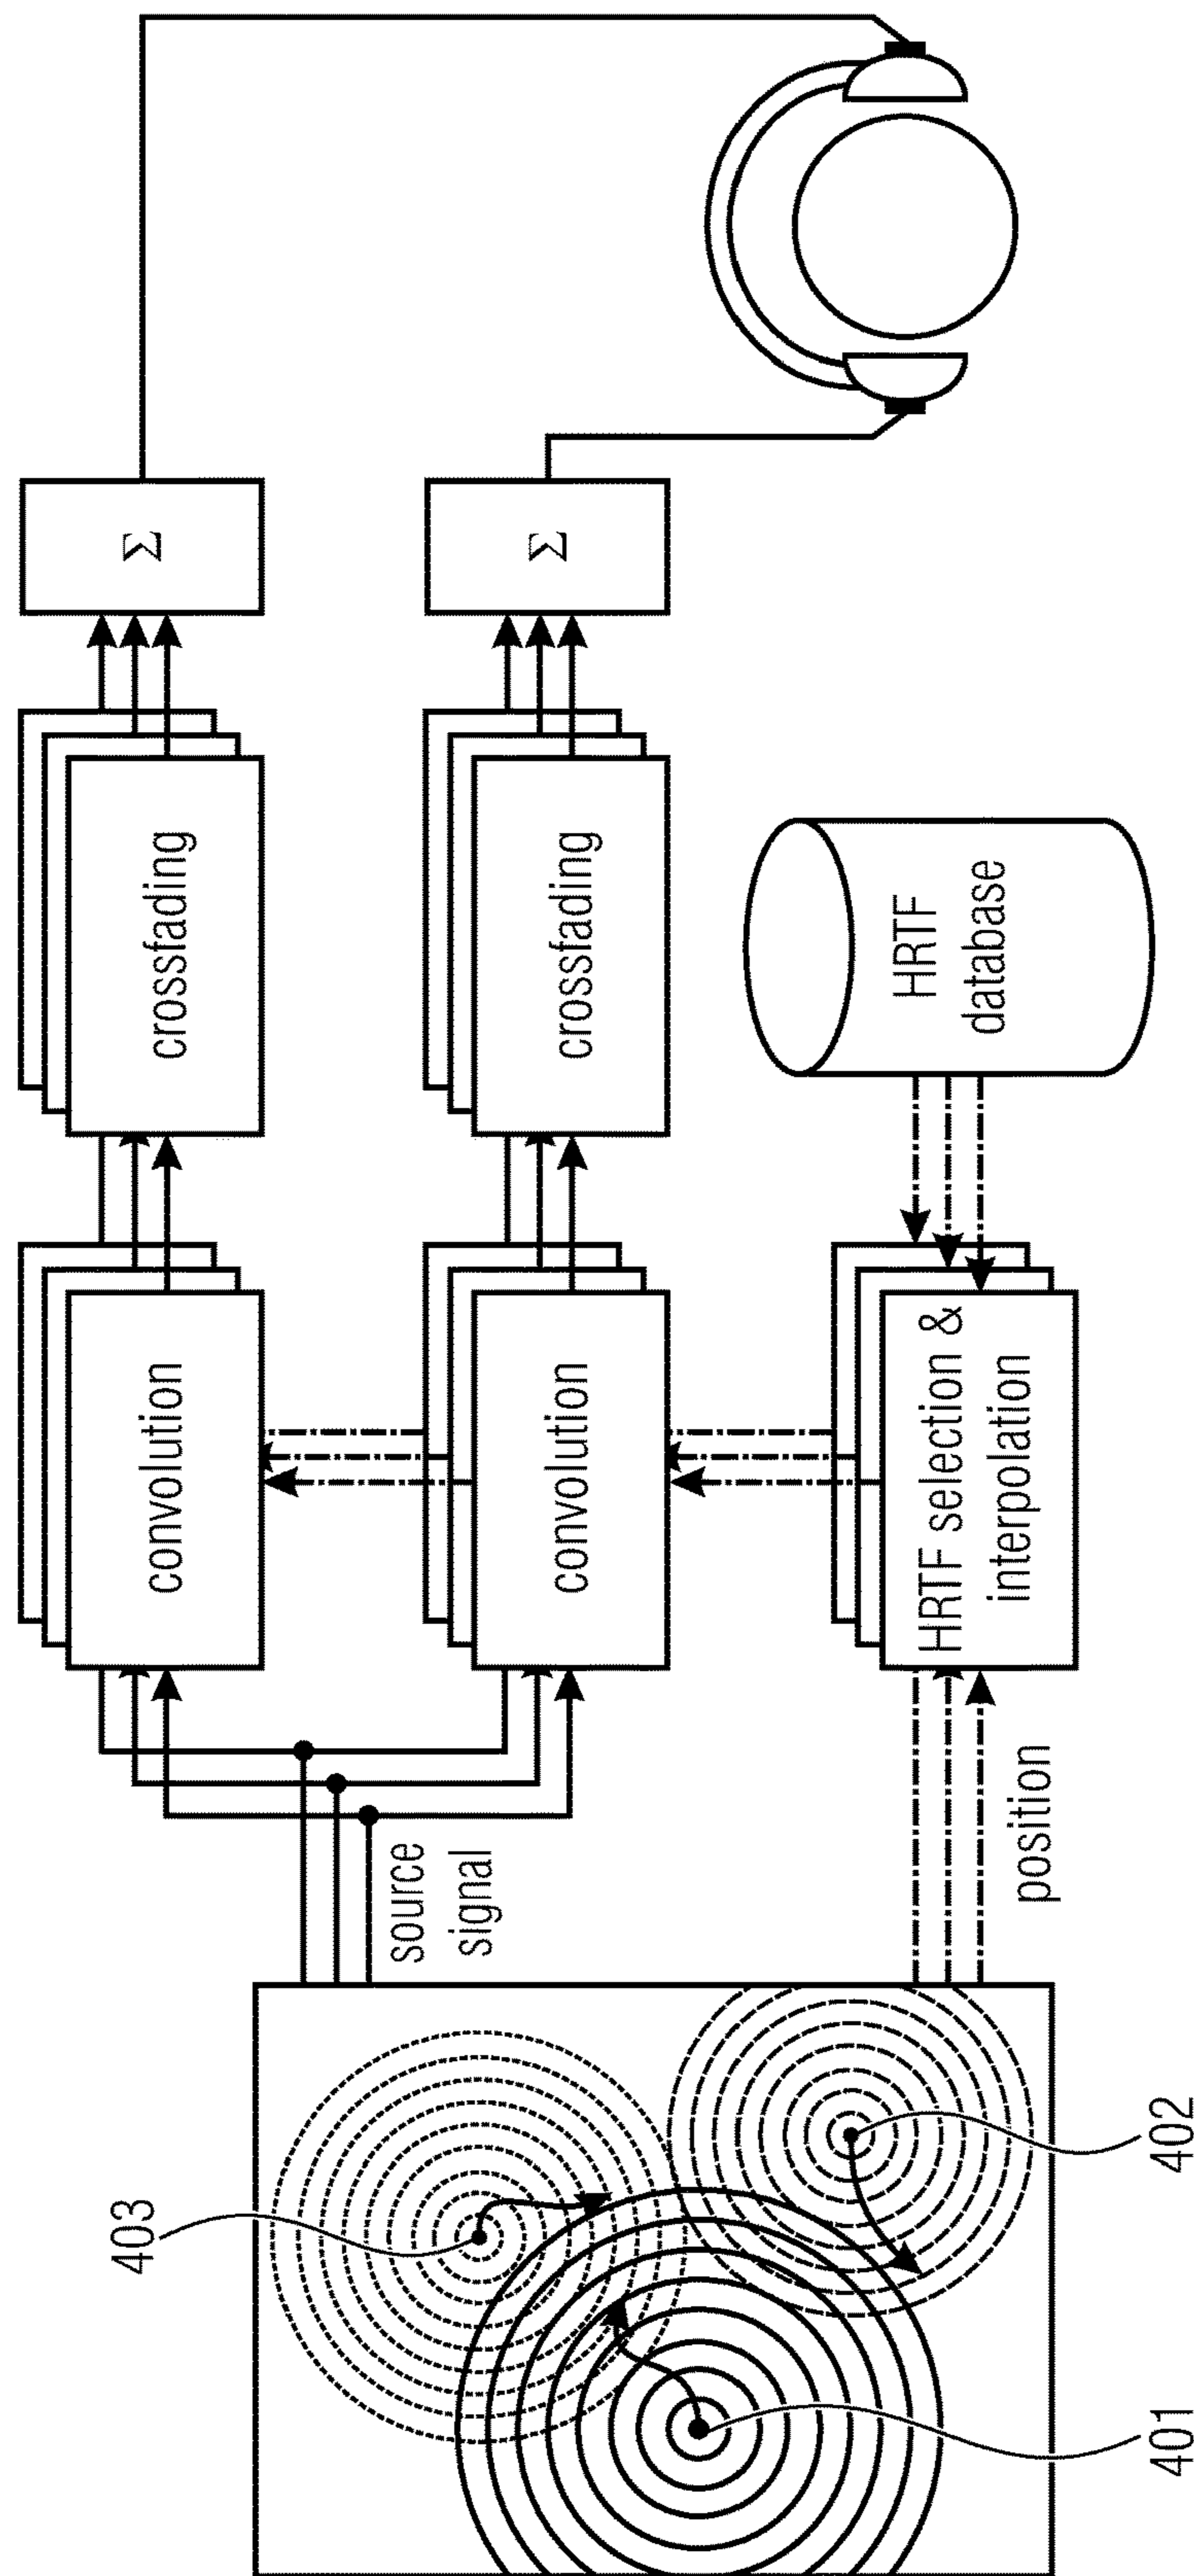 403
401
402
source
signal
position
convolution
convolution
HRTF selection &
interpolation
crossfading
crossfading
HRTF
database
Σ
Σ